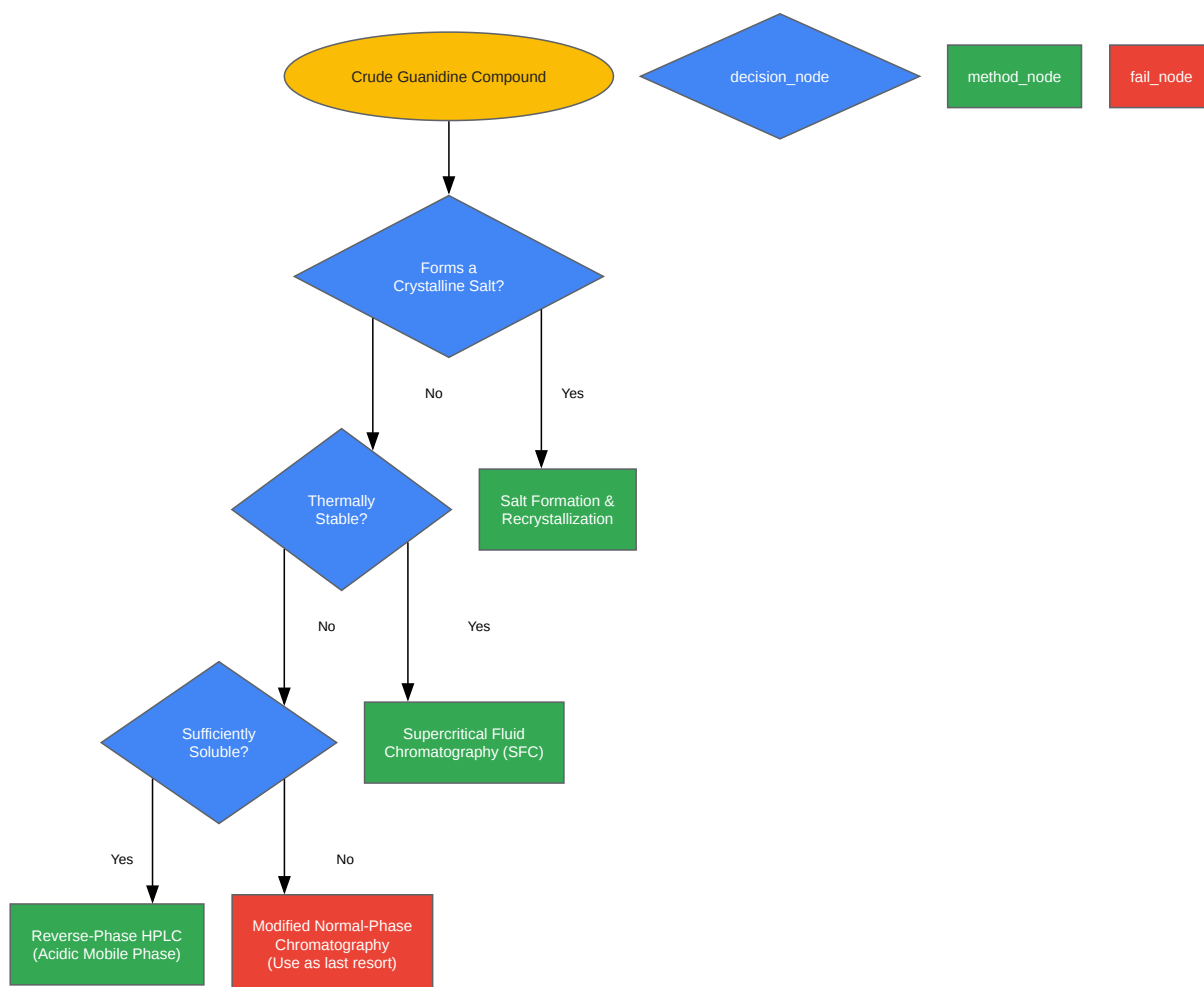 Crude Guanidine Compound
decision_node
method_node
fail_node
Forms a
Crystalline Salt?
No
Yes
Thermally
Stable?
Salt Formation &
Recrystallization
No
Yes
Sufficiently
Soluble?
Supercritical Fluid
Chromatography (SFC)
Yes
No
Reverse-Phase HPLC
(Acidic Mobile Phase)
Modified Normal-Phase
Chromatography
(Use as last resort)